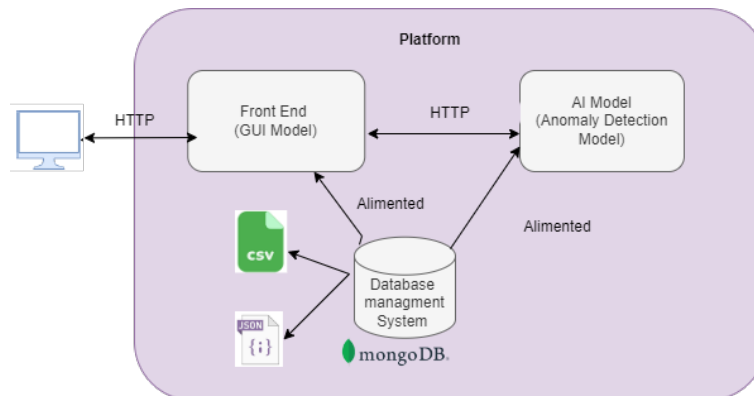 Platform
HTTP
Front End
(GUI Model)
HTTP
AI Model
(Anomaly Detection
Model)
Alimented
Alimented
CSV
JSON
{;}
Database
managment
System
mongoDB®